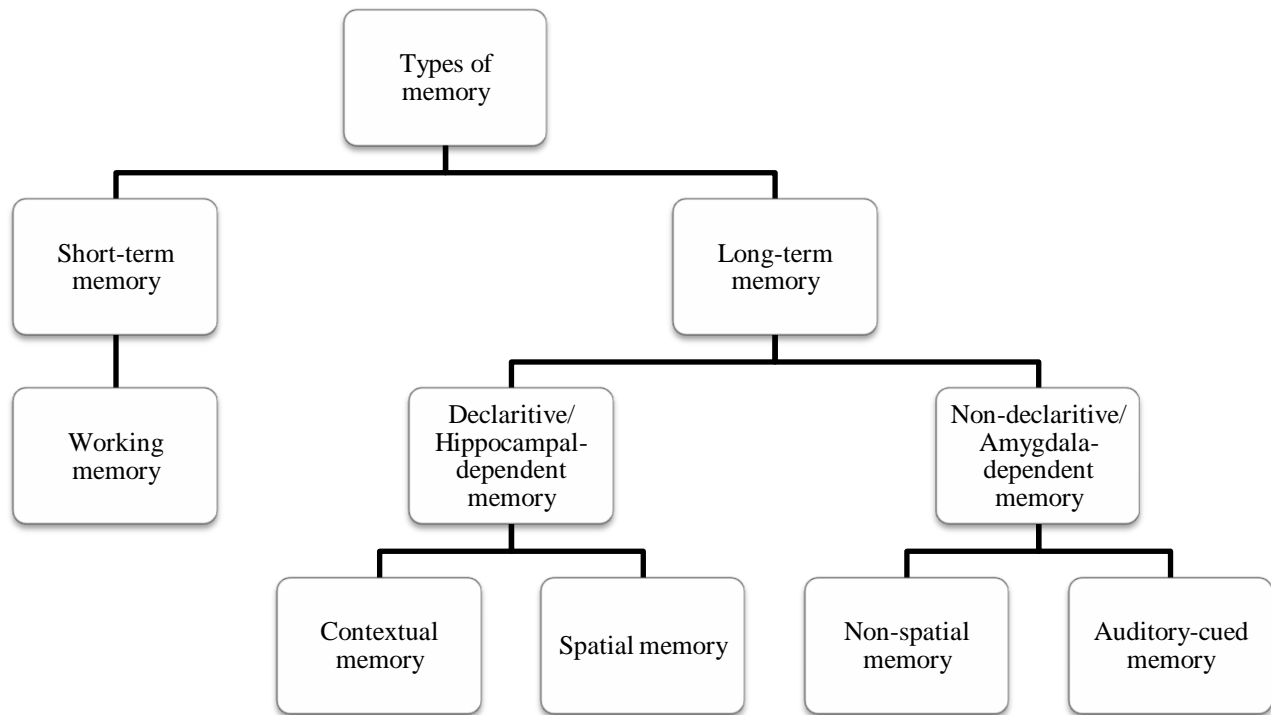 Types of
memory
Short-term
memory
Long-term
memory
Working
memory
Declaritive/
Hippocampal-
dependent
memory
Non-declaritive/
Amygdala-
dependent
memory
Contextual
memory
Spatial memory
Non-spatial
memory
Auditory-cued
memory